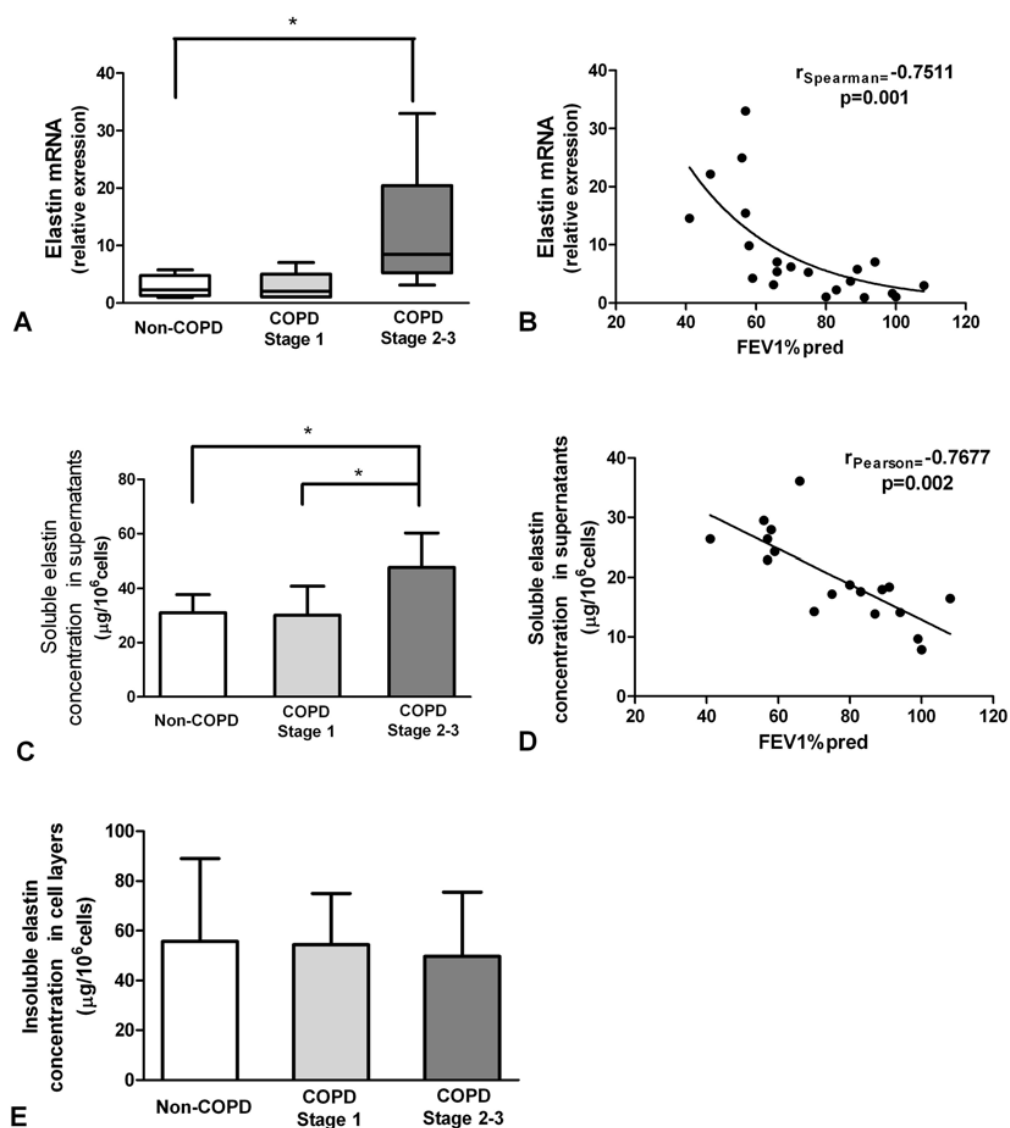 *
Elastin mRNA
(relative exression)
40
30
20
10
0
Non-COPD
COPD
Stage 1
COPD
Stage 2-3
A
rSpearman=-0.7511
p=0.001
Elastin mRNA
(relative exression)
40
30
20
10
0
20
40
60
80
100
120
FEV1%pred
B
*
*
Soluble elastin
concentration in supernatants
(μg/10⁶cells)
80
60
40
20
0
Non-COPD
COPD
Stage 1
COPD
Stage 2-3
C
rPearson=-0.7677
p=0.002
Soluble elastin
concentration in supernatants
(μg/10⁶cells)
40
30
20
10
0
20
40
60
80
100
120
FEV1%pred
D
Insoluble elastin
concentration in cell layers
(μg/10⁶cells)
100
80
60
40
20
0
Non-COPD
COPD
Stage 1
COPD
Stage 2-3
E